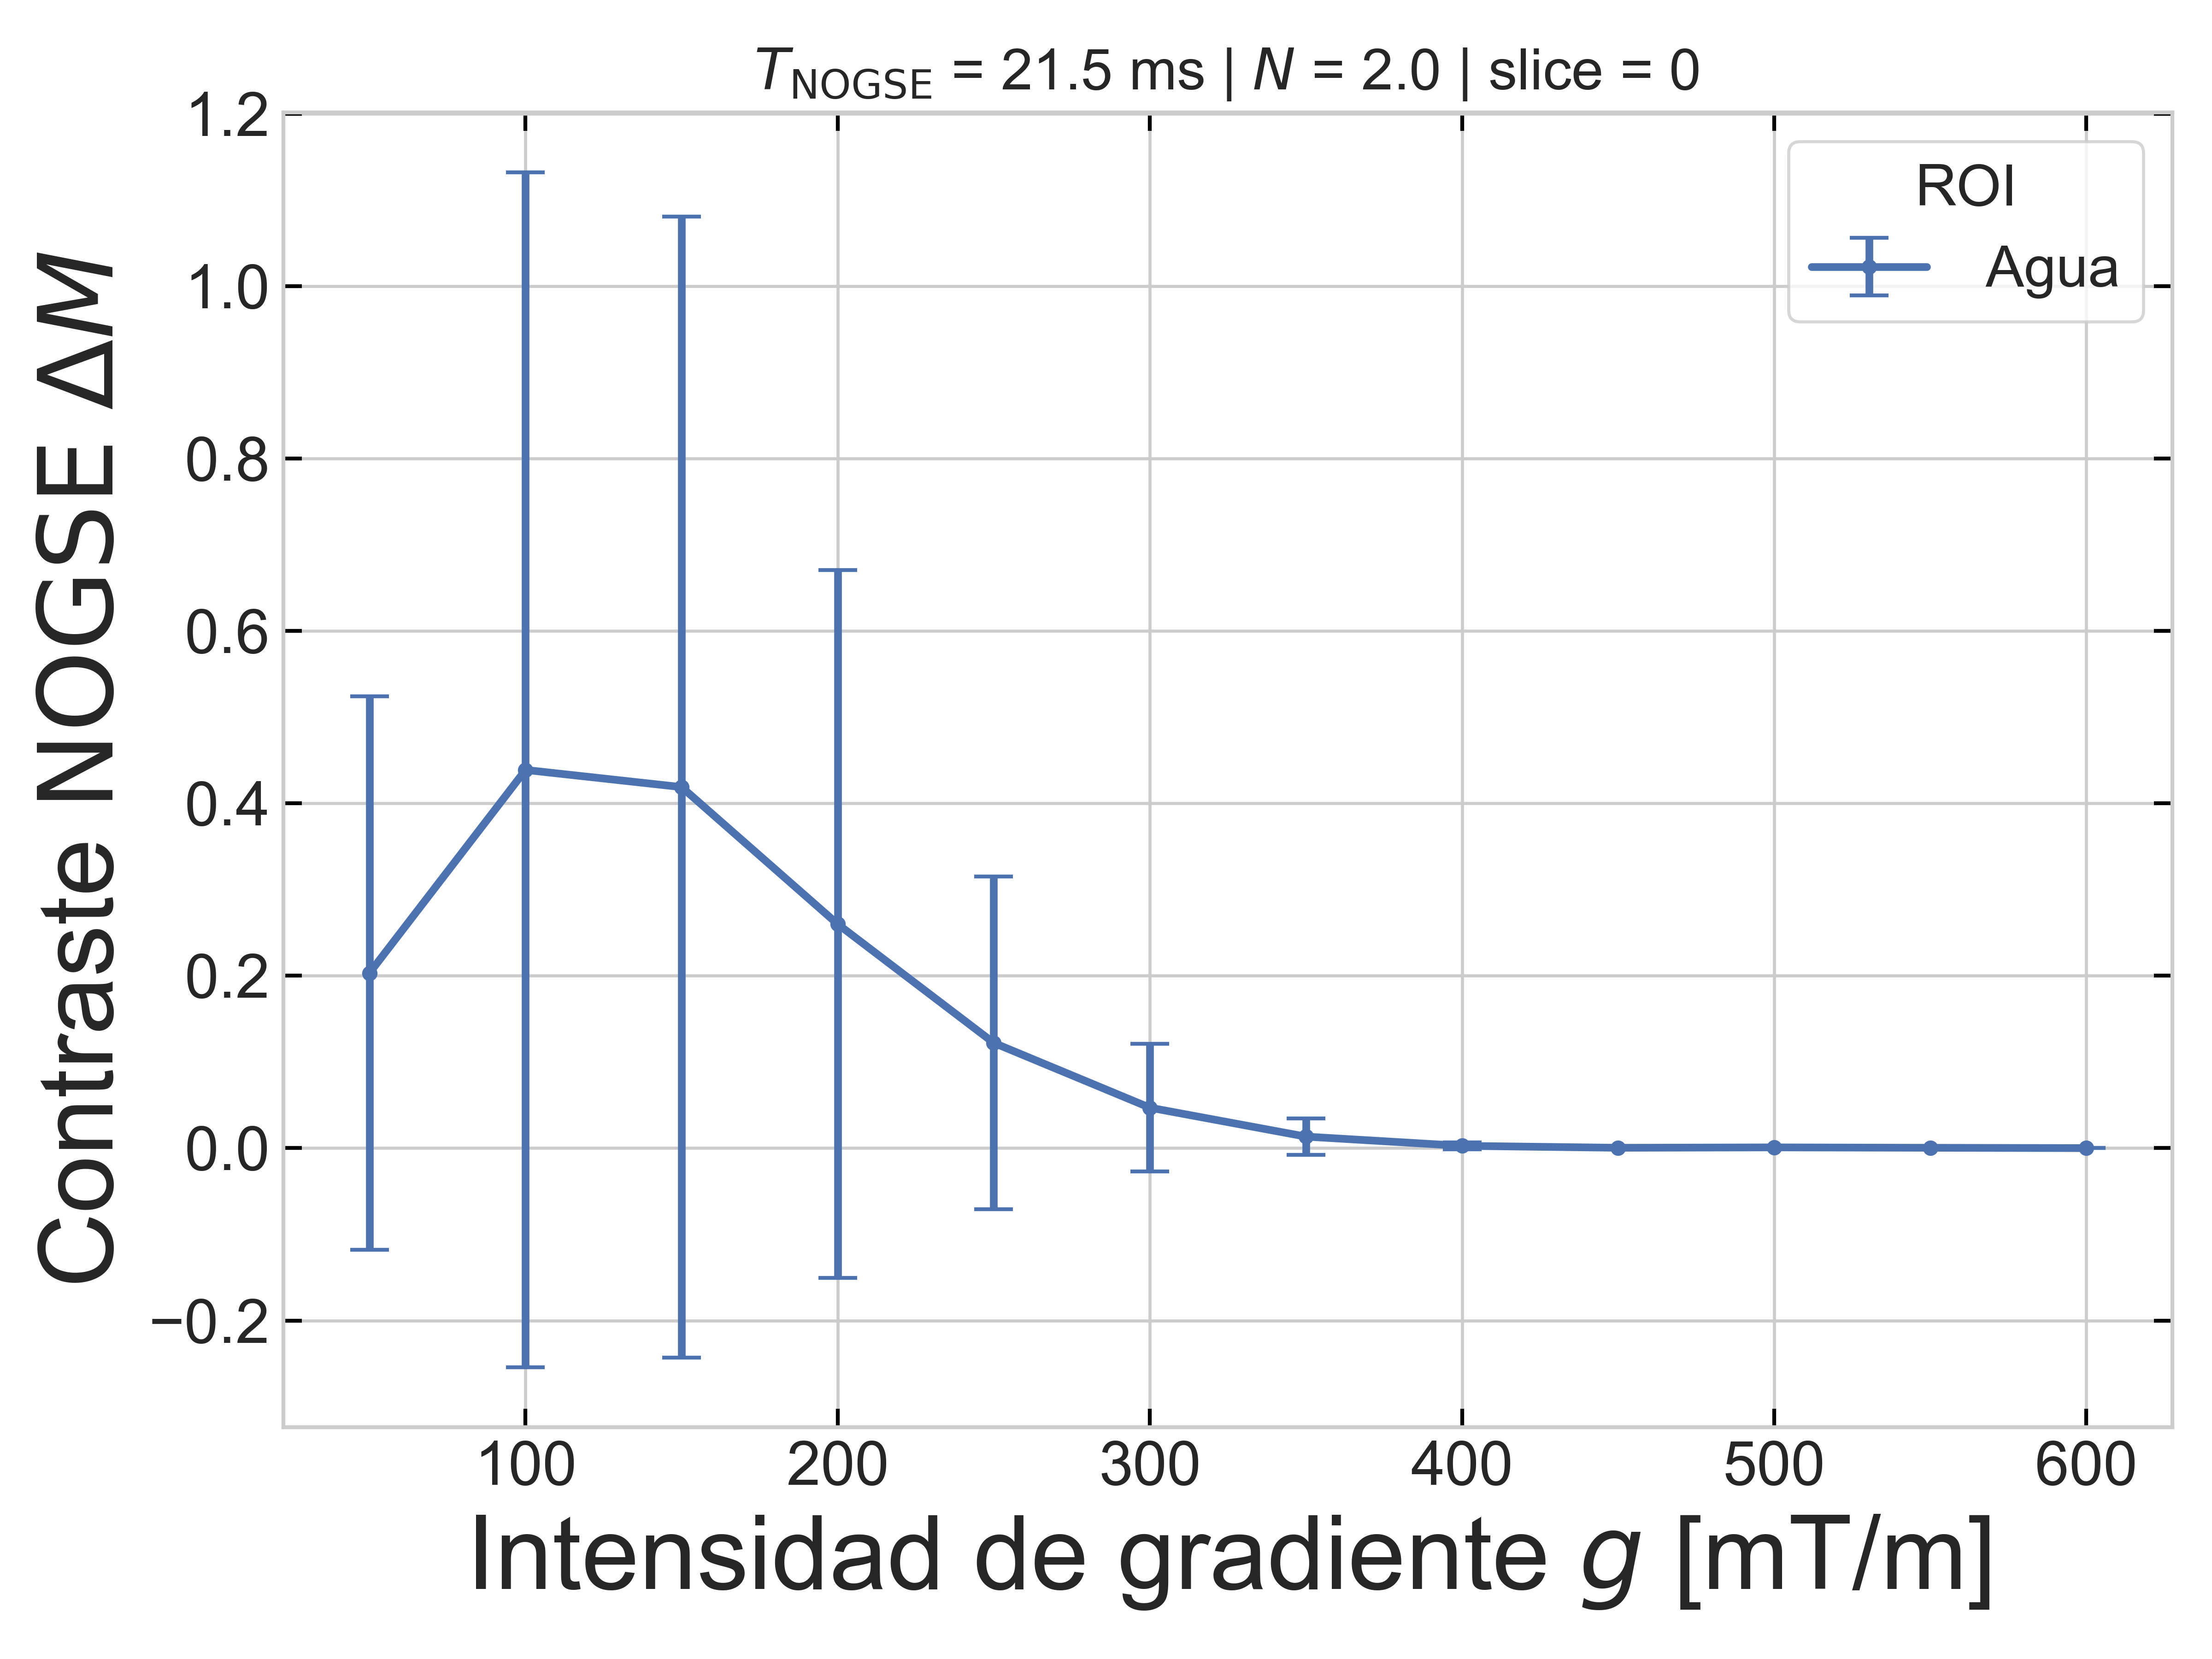 T_NOGSE = 21.5 ms | N = 2.0 | slice = 0
Contraste NOGSE ΔM
1.2
1.0
0.8
0.6
0.4
0.2
0.0
−0.2
ROI
Agua
100 200 300 400 500 600
Intensidad de gradiente g [mT/m]